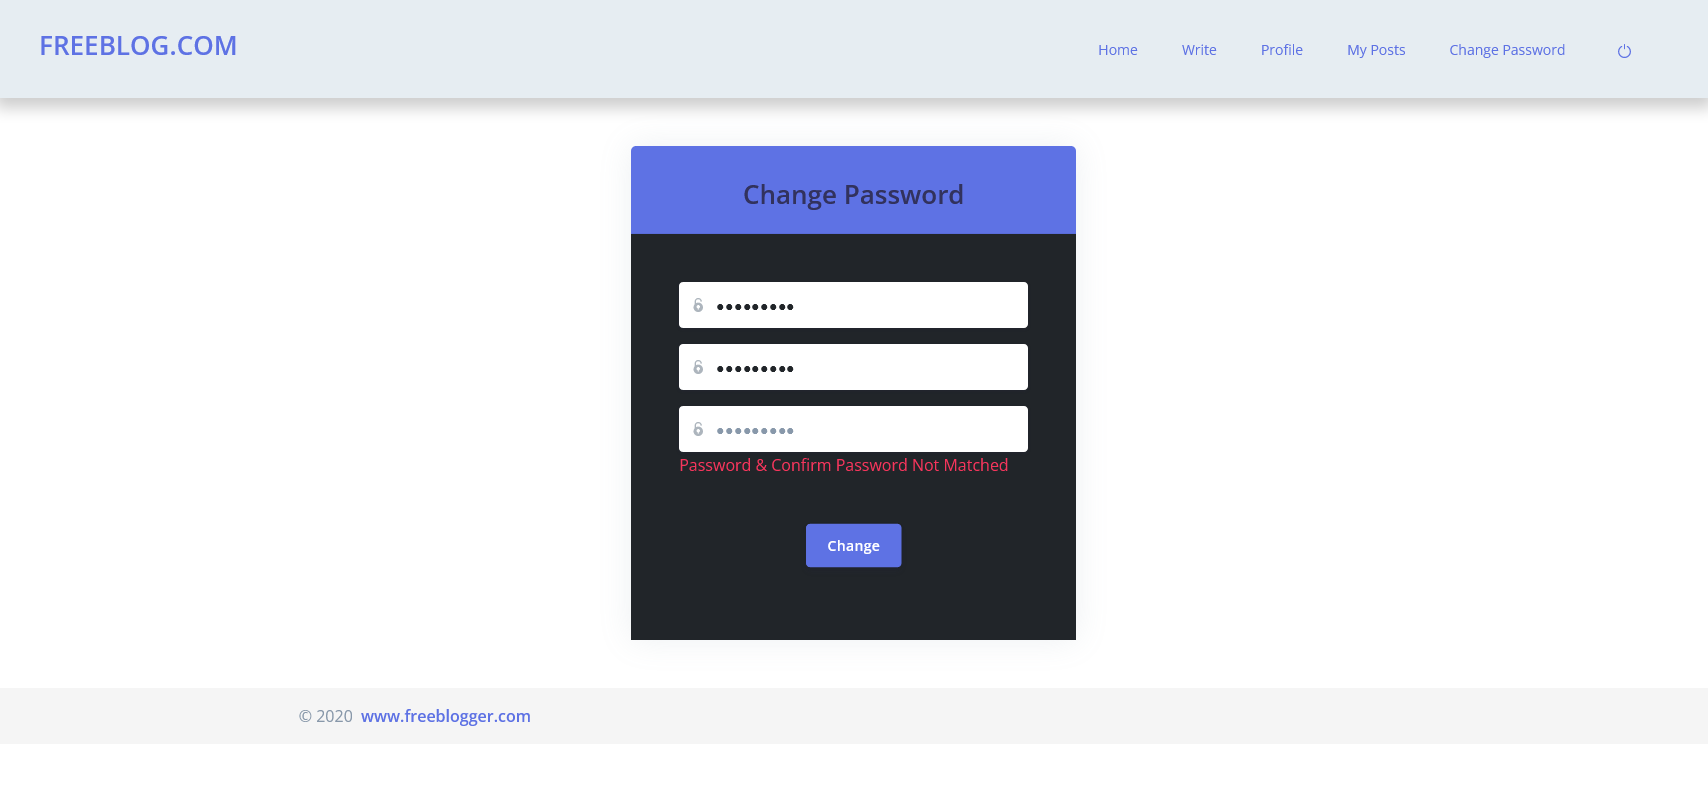 FREEBLOG.COM
Home Write Profile My Posts Change Password
Change Password
•••••••••
•••••••••
•••••••••
Password & Confirm Password Not Matched
Change
© 2020 www.freeblogger.com